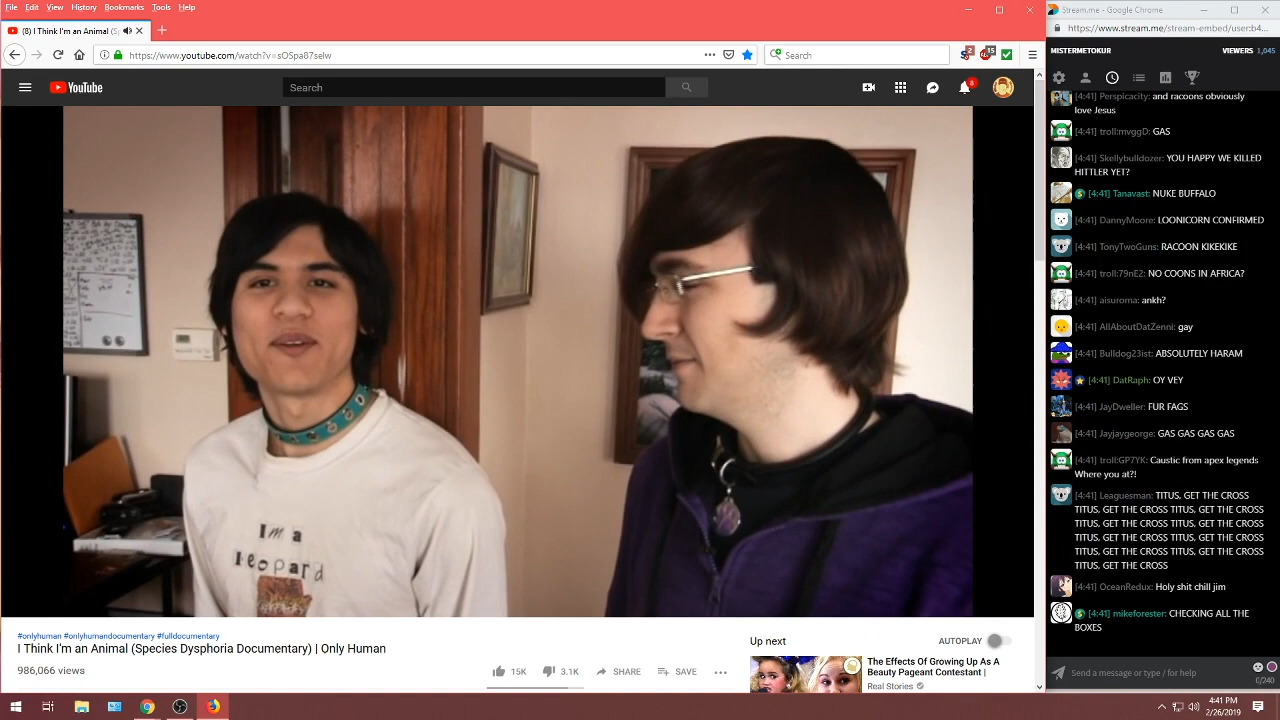 File Edit View History Bookmarks Tools Help
(8) I Think I'm an Animal (Sp
https://www.youtube.com/watch?v=sOSpa87selw
Search
2
15
YouTube
Search
8
I'm a
leopard
#onlyhuman #onlyhumandocumentary #fulldocumentary
I Think I'm an Animal (Species Dysphoria Documentary) | Only Human
986,066 views
15K
3.1K
SHARE
SAVE
Up next
AUTOPLAY
The Effects Of Growing Up As A
Beauty Pageant Contestant |
Real Stories
Stream.me - Google Chrome
https://www.stream.me/stream-embed/user:b4...
MISTERMETOKUR
VIEWERS 1,045
[4:41] Perspicacity: and racoons obviously
love Jesus
[4:41] troll:mvggD: GAS
[4:41] Skellybulldozer: YOU HAPPY WE KILLED
HITTLER YET?
[4:41] Tanavast: NUKE BUFFALO
[4:41] DannyMoore: LOONICORN CONFIRMED
[4:41] TonyTwoGuns: RACOON KIKEKIKE
[4:41] troll:79nE2: NO COONS IN AFRICA?
[4:41] aisuroma: ankh?
[4:41] AllAboutDatZenni: gay
[4:41] Bulldog23ist: ABSOLUTELY HARAM
[4:41] DatRaph: OY VEY
[4:41] JayDweller: FUR FAGS
[4:41] Jayjaygeorge: GAS GAS GAS GAS
[4:41] troll:GP7YK: Caustic from apex legends
Where you at?!
[4:41] Leaguesman: TITUS, GET THE CROSS
TITUS, GET THE CROSS TITUS, GET THE CROSS
TITUS, GET THE CROSS TITUS, GET THE CROSS
TITUS, GET THE CROSS TITUS, GET THE CROSS
TITUS, GET THE CROSS TITUS, GET THE CROSS
TITUS, GET THE CROSS
[4:41] OceanRedux: Holy shit chill jim
[4:41] mikeforester: CHECKING ALL THE
BOXES
Send a message or type / for help
0/240
4:41 PM
2/26/2019